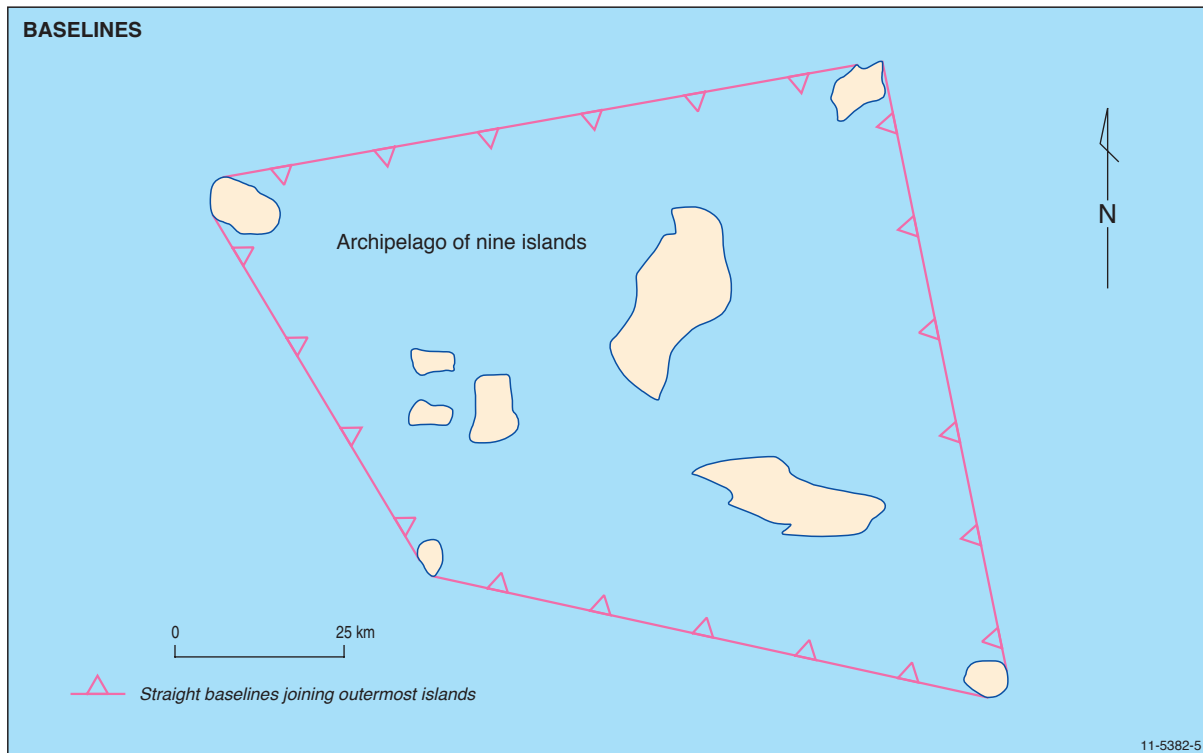 BASELINES
Archipelago of nine islands
N
0 25 km
Straight baselines joining outermost islands
11-5382-5